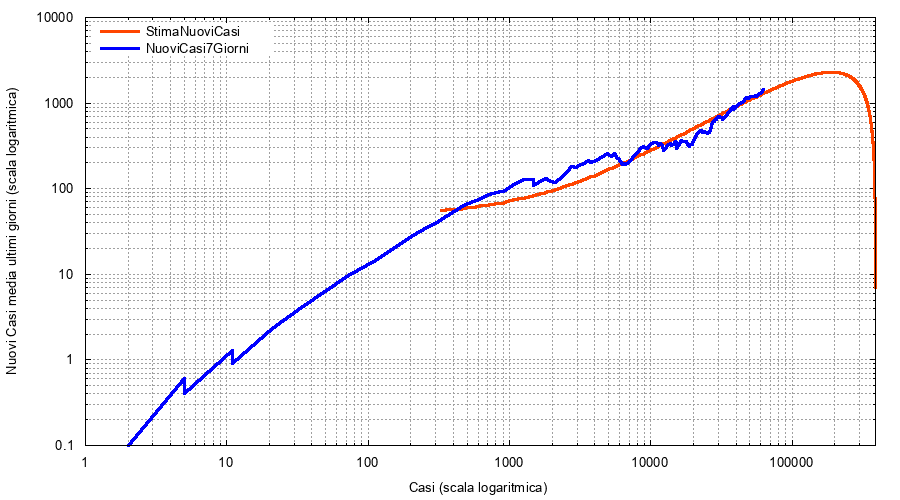 10000
1000
100
10
1
0.1
StimaNuoviCasi
NuoviCasi7Giorni
Nuovi Casi media ultimi giorni (scala logaritmica)
1 10 100 1000 10000 100000
Casi (scala logaritmica)